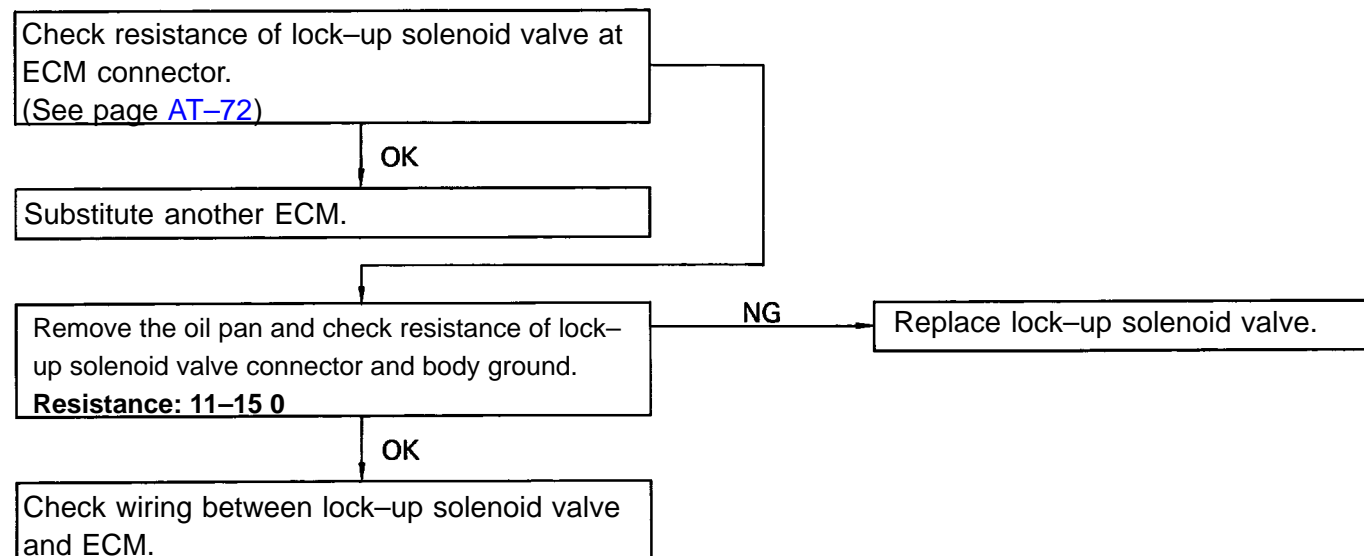 Check resistance of lock–up solenoid valve at
ECM connector.
(See page AT–72)
OK
Substitute another ECM.
Remove the oil pan and check resistance of lock–
up solenoid valve connector and body ground.
Resistance: 11–15 0
NG
Replace lock–up solenoid valve.
OK
Check wiring between lock–up solenoid valve
and ECM.